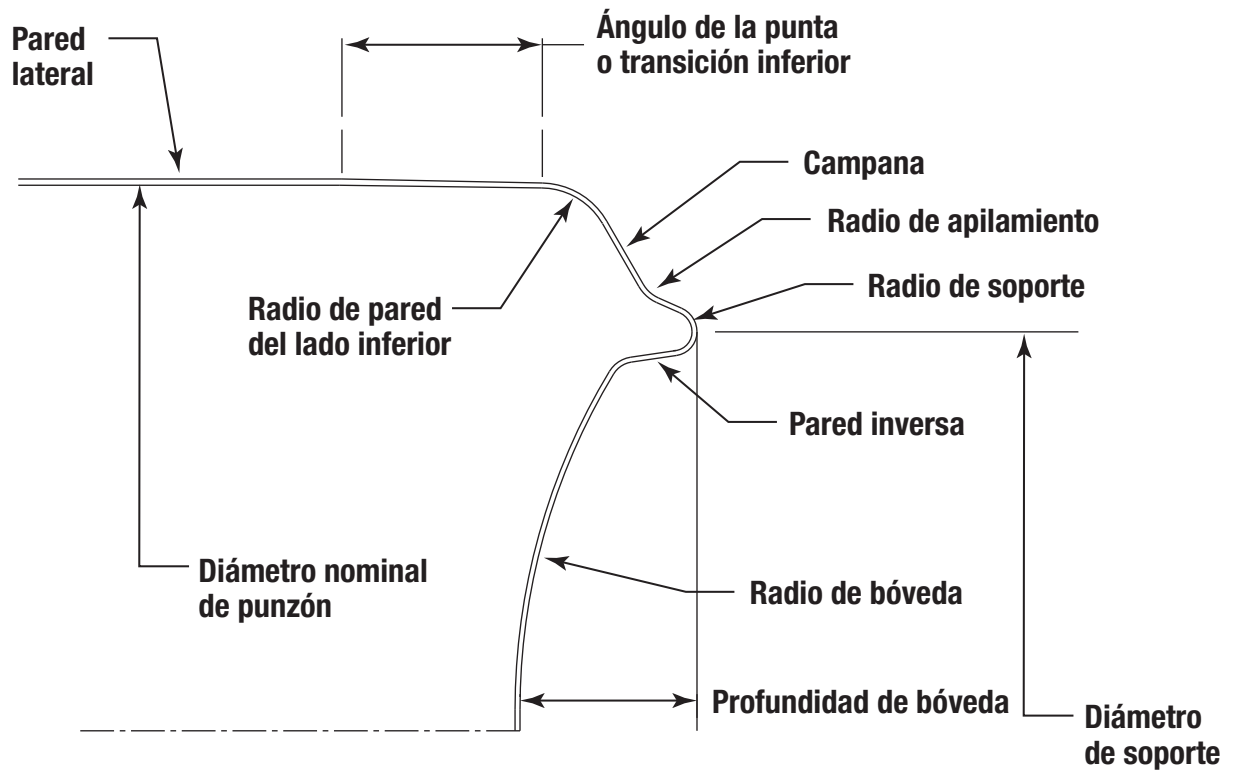 Pared
lateral
Ángulo de la punta
o transición inferior
Campana
Radio de apilamiento
Radio de soporte
Radio de pared
del lado inferior
Pared inversa
Diámetro nominal
de punzón
Radio de bóveda
Profundidad de bóveda
Diámetro
de soporte